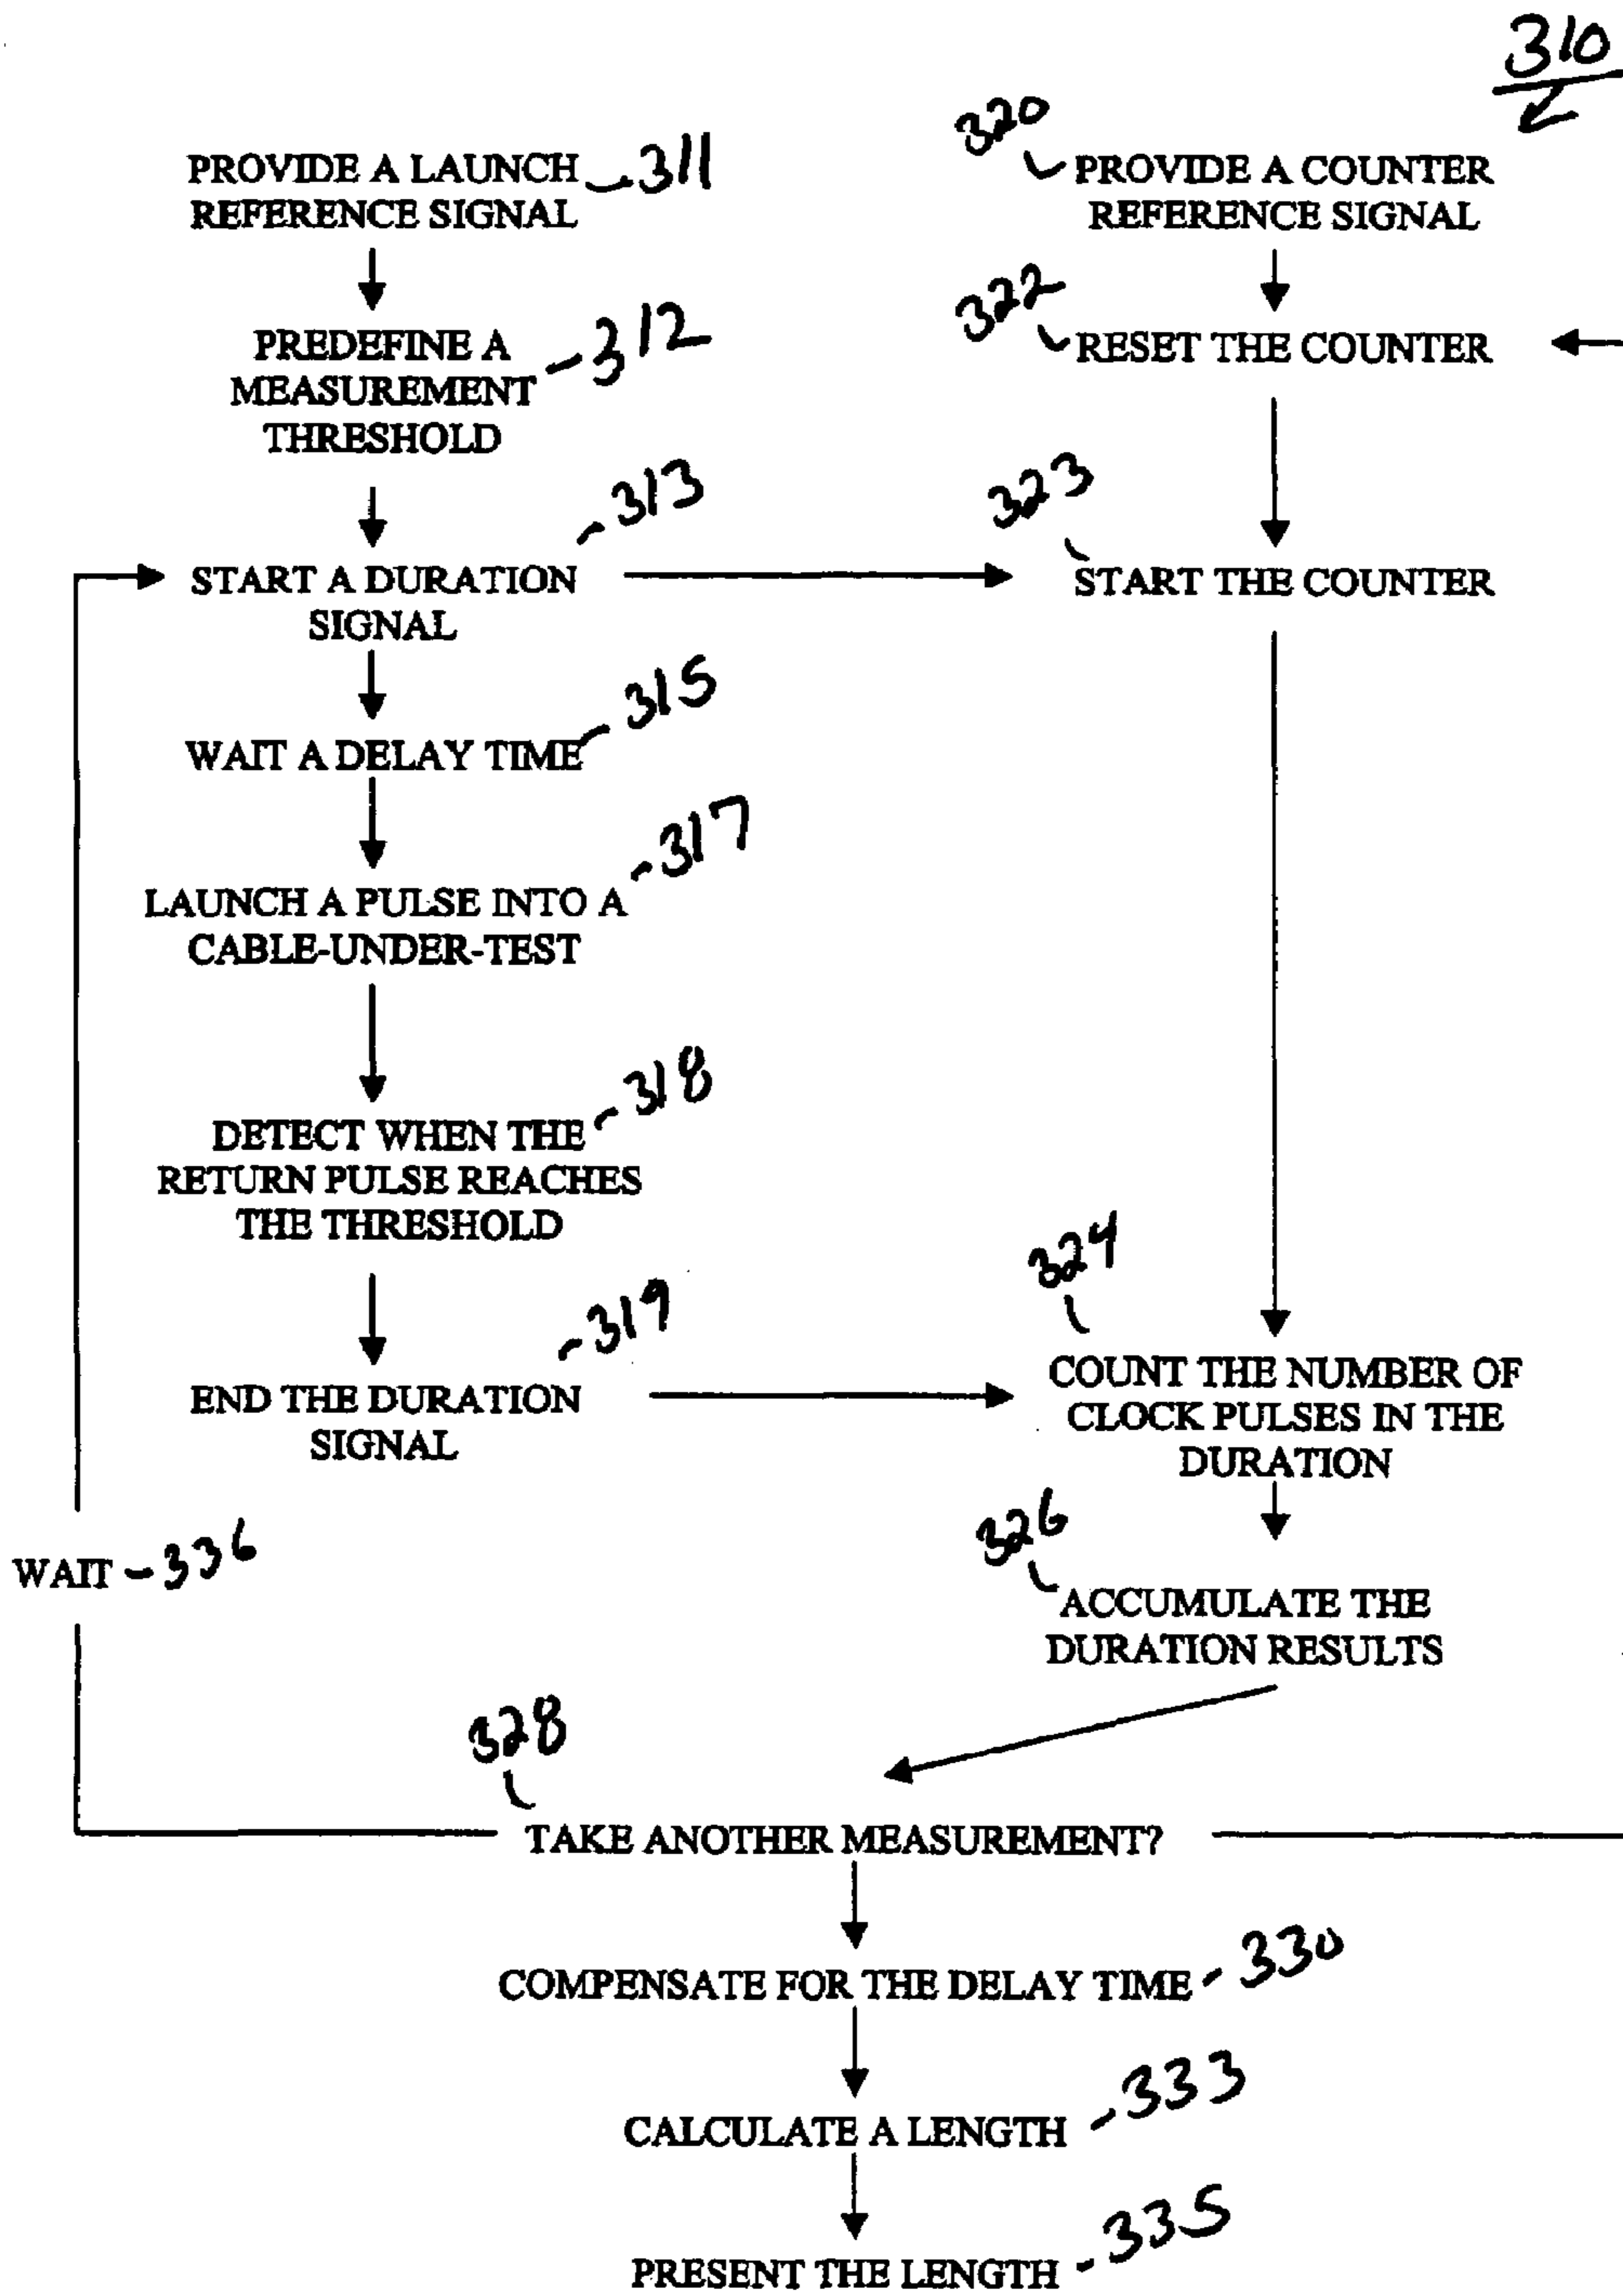 310
PROVIDE A LAUNCH 311
REFERENCE SIGNAL
PREDEFINE A 312
MEASUREMENT
THRESHOLD
313
START A DURATION
SIGNAL
315
WAIT A DELAY TIME
317
LAUNCH A PULSE INTO A
CABLE-UNDER-TEST
318
DETECT WHEN THE
RETURN PULSE REACHES
THE THRESHOLD
319
END THE DURATION
SIGNAL
320
PROVIDE A COUNTER
REFERENCE SIGNAL
322
RESET THE COUNTER
323
START THE COUNTER
324
COUNT THE NUMBER OF
CLOCK PULSES IN THE
DURATION
326
ACCUMULATE THE
DURATION RESULTS
WAIT 336
328
TAKE ANOTHER MEASUREMENT?
COMPENSATE FOR THE DELAY TIME 330
CALCULATE A LENGTH 333
PRESENT THE LENGTH 335